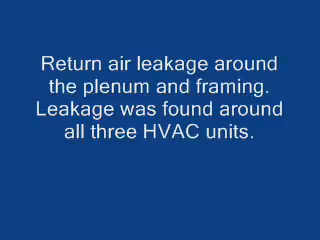 Return air leakage around
the plenum and framing.
Leakage was found around
all three HVAC units.